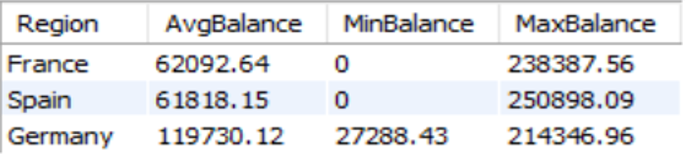 Region AvgBalance MinBalance MaxBalance
France 62092.64 0 238387.56
Spain 61818.15 0 250898.09
Germany 119730.12 27288.43 214346.96